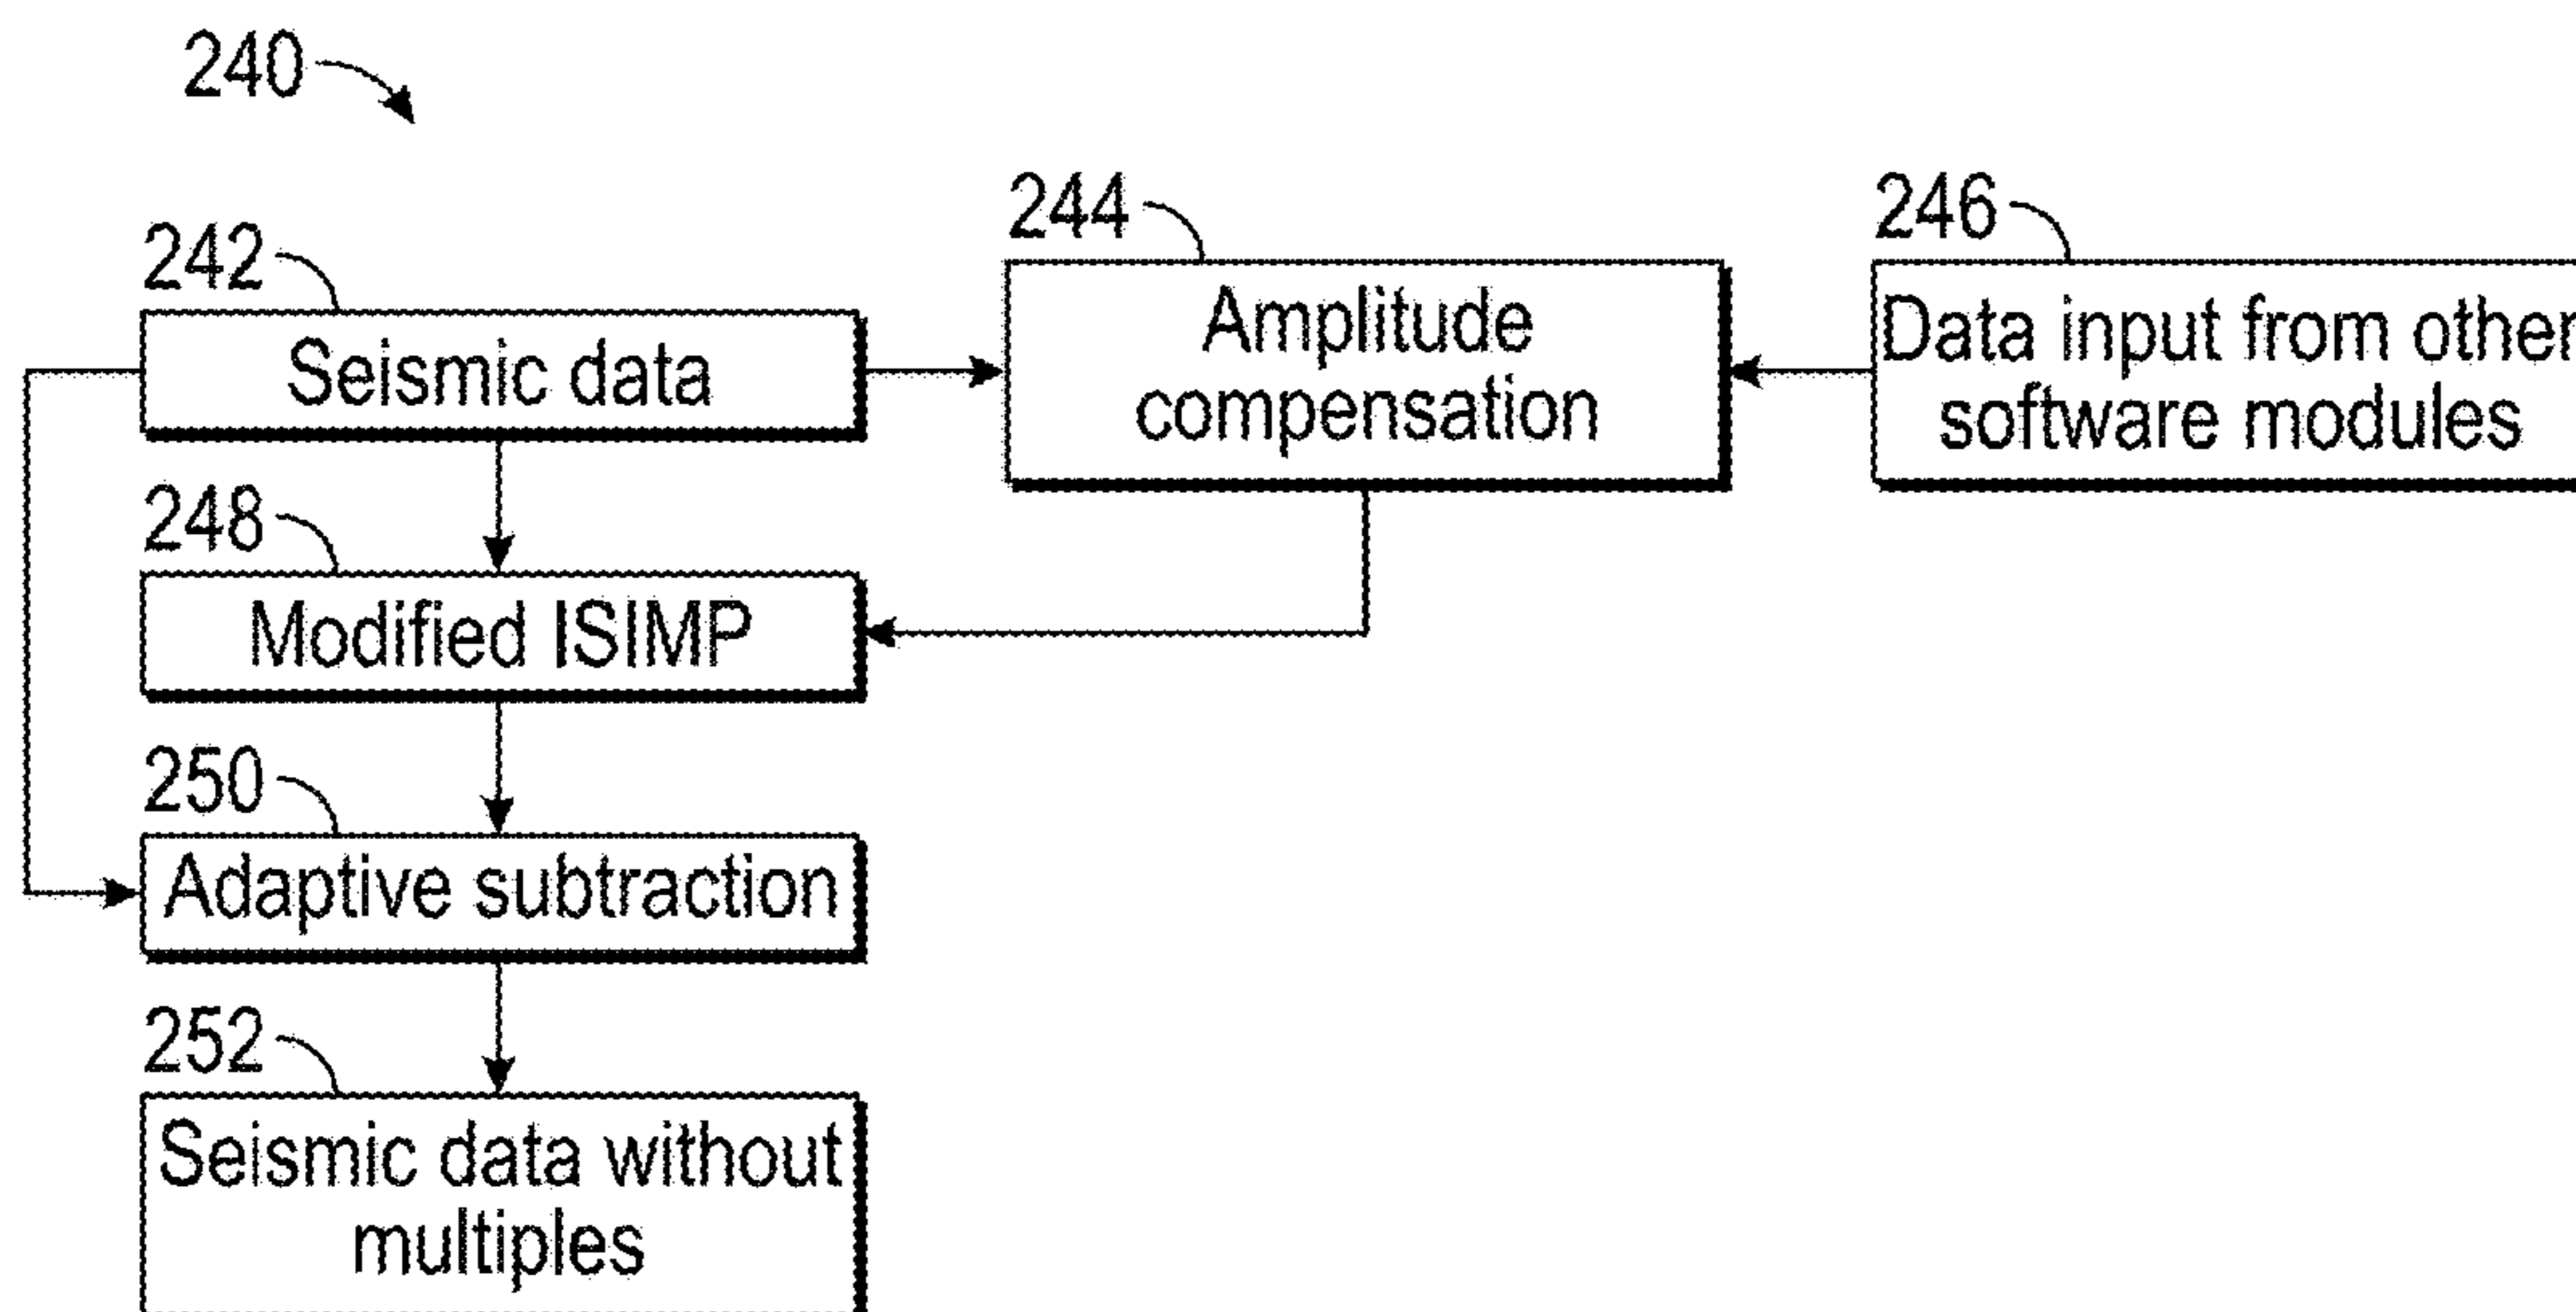 240
242
Seismic data
244
Amplitude
compensation
246
Data input from other
software modules
248
Modified ISIMP
250
Adaptive subtraction
252
Seismic data without
multiples